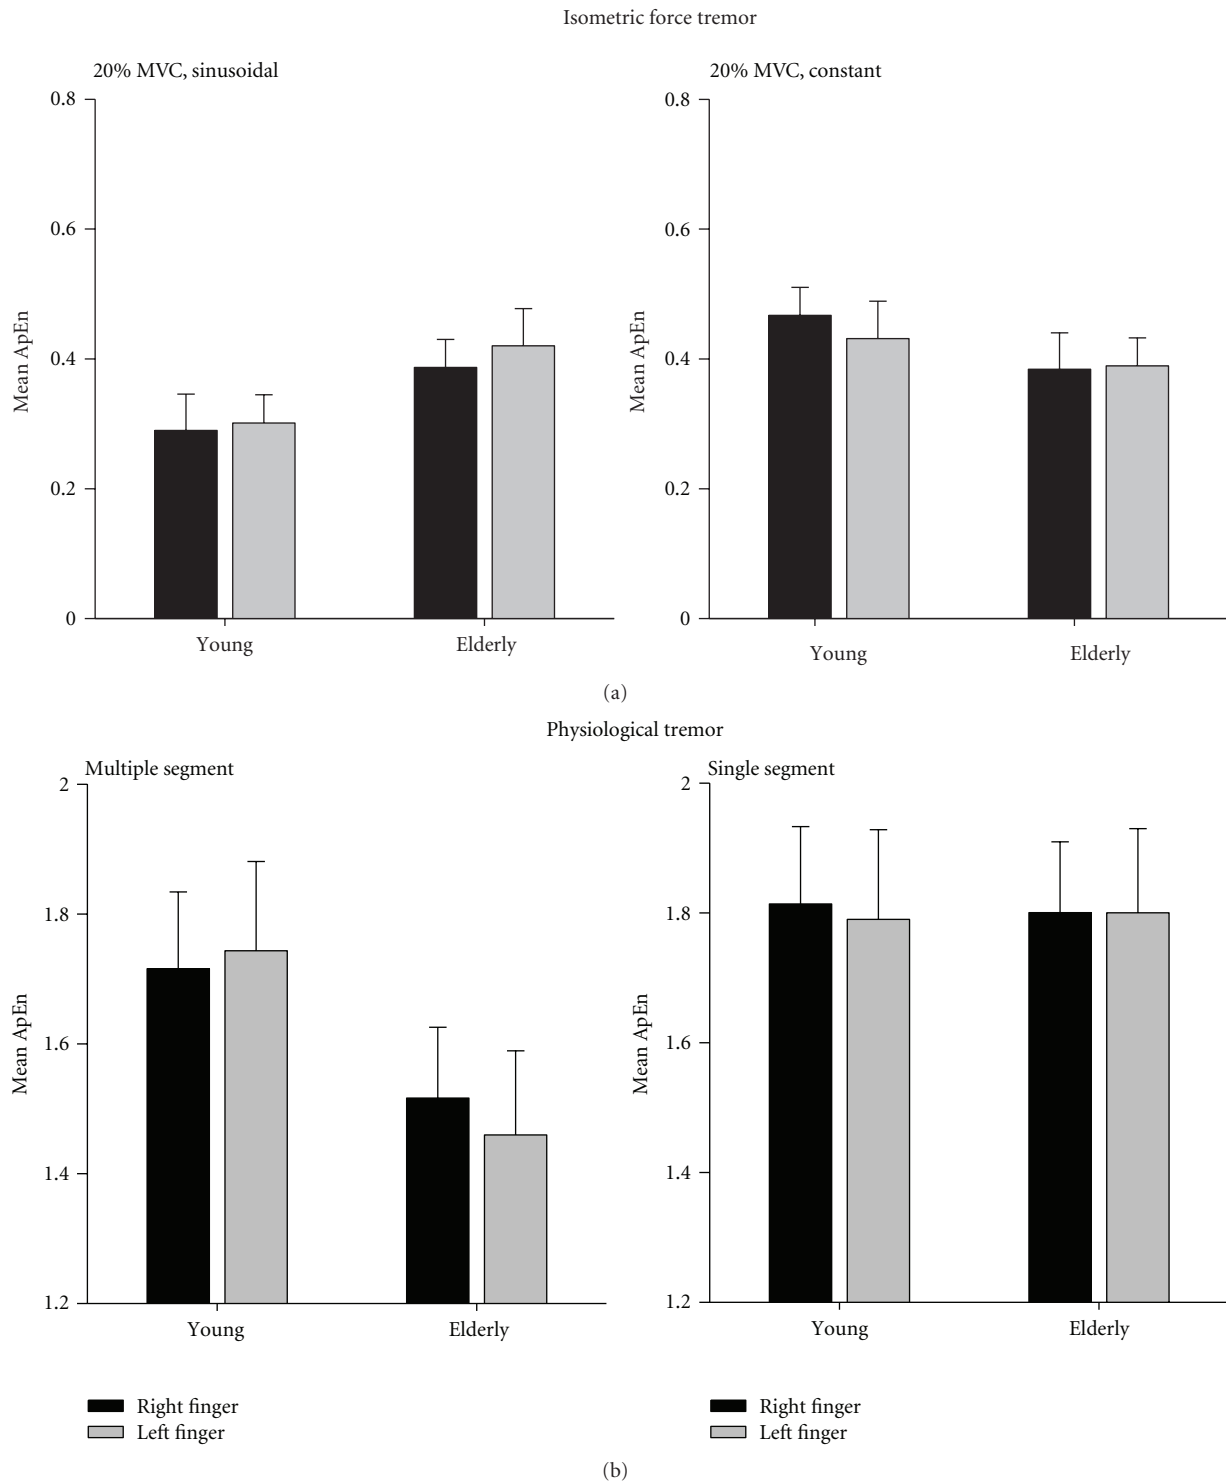 Isometric force tremor
20% MVC, sinusoidal
0.8
0.6
0.4
0.2
0
Mean ApEn
Young
Elderly
20% MVC, constant
0.8
0.6
0.4
0.2
0
Mean ApEn
Young
Elderly
(a)
Physiological tremor
Multiple segment
2
1.8
1.6
1.4
1.2
Mean ApEn
Young
Elderly
Right finger
Left finger
Single segment
2
1.8
1.6
1.4
1.2
Mean ApEn
Young
Elderly
Right finger
Left finger
(b)